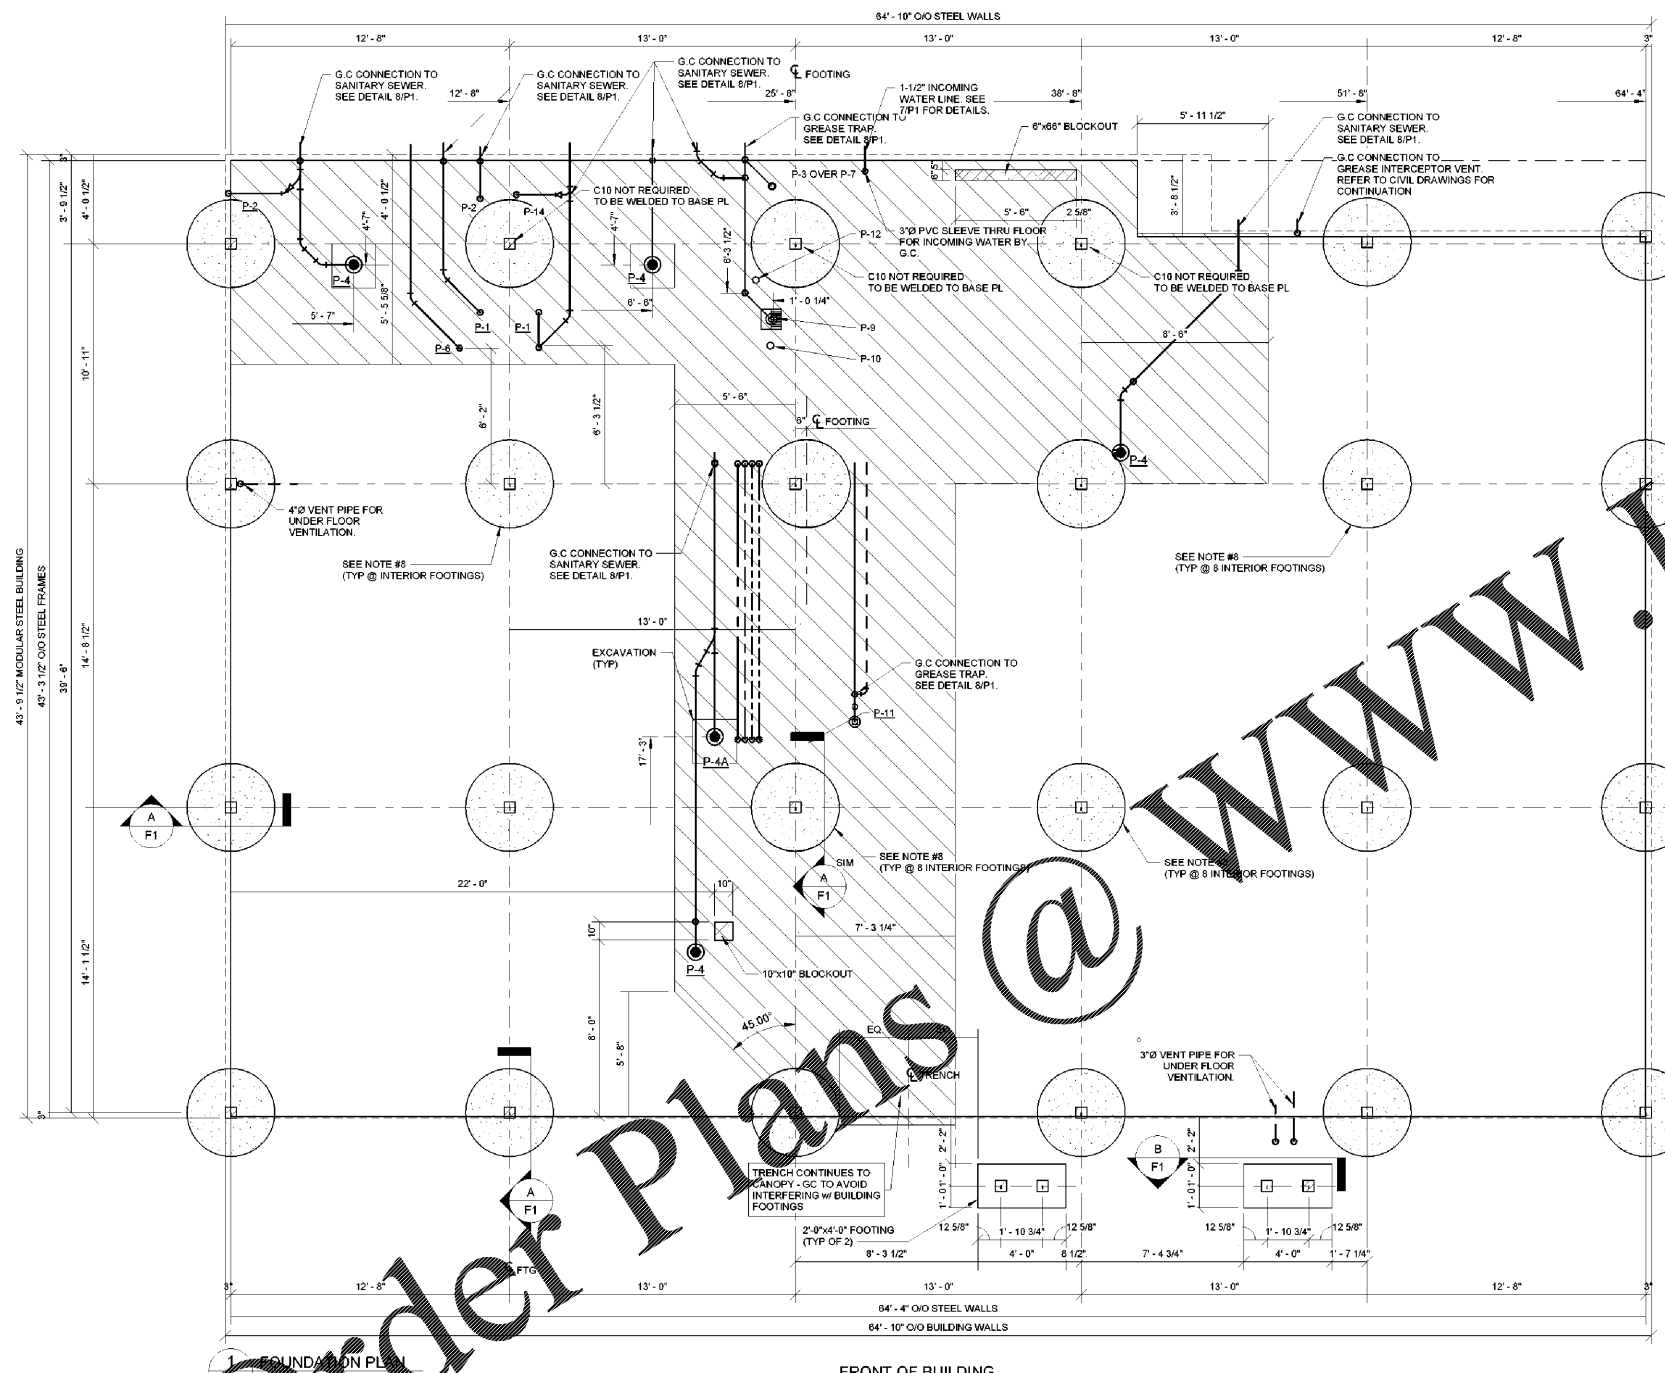 64' - 10" O/O STEEL WALLS
12' - 8"
13' - 0"
13' - 0"
13' - 0"
12' - 8"
3"
G.C CONNECTION TO
SANITARY SEWER.
SEE DETAIL 8/P1.
12' - 8"
G.C CONNECTION TO
SANITARY SEWER.
SEE DETAIL 8/P1.
G.C CONNECTION TO
SANITARY SEWER.
SEE DETAIL 8/P1.
25' - 8"
℄ FOOTING
1-1/2" INCOMING
WATER LINE. SEE
7/P1 FOR DETAILS.
38' - 8"
51' - 8"
64' - 4"
G.C CONNECTION TO
GREASE TRAP.
SEE DETAIL 8/P1.
6"x66" BLOCKOUT
5' - 11 1/2"
G.C CONNECTION TO
SANITARY SEWER.
SEE DETAIL 8/P1.
G.C CONNECTION TO
GREASE INTERCEPTOR VENT.
REFER TO CIVIL DRAWINGS FOR
CONTINUATION
3"
3' - 9 1/2"
4' - 0 1/2"
4' - 0 1/2"
P-2
P-2
P-14
C10 NOT REQUIRED
TO BE WELDED TO BASE PL
P-3 OVER P-7
5' - 6"
2 5/8"
3' - 8 1/2"
4'-7"
4'-7"
6'-3 1/2"
P-12
3"Ø PVC SLEEVE THRU FLOOR
FOR INCOMING WATER BY
G.C.
C10 NOT REQUIRED
TO BE WELDED TO BASE PL
C10 NOT REQUIRED
TO BE WELDED TO BASE PL
P-4
P-4
5' - 5 5/8"
5' - 7"
6' - 6"
1' - 0 1/4"
P-1
P-1
P-6
P-9
P-10
8' - 6"
10' - 11"
6' - 2"
6' - 3 1/2"
5' - 6"
6"
℄ FOOTING
P-4
4"Ø VENT PIPE FOR
UNDER FLOOR
VENTILATION.
SEE NOTE #8
(TYP @ INTERIOR FOOTINGS)
G.C CONNECTION TO
SANITARY SEWER.
SEE DETAIL 8/P1.
SEE NOTE #8
(TYP @ 8 INTERIOR FOOTINGS)
43' - 9 1/2" MODULAR STEEL BUILDING
43' - 3 1/2" O/O STEEL FRAMES
39' - 6"
14' - 8 1/2"
13' - 0"
EXCAVATION
(TYP)
G.C CONNECTION TO
GREASE TRAP.
SEE DETAIL 8/P1.
P-11
17' - 3"
P-4A
A
F1
SIM
A
F1
SEE NOTE #8
(TYP @ 8 INTERIOR FOOTINGS)
SEE NOTE
(TYP @ 8 INTERIOR FOOTINGS)
22' - 0"
10"
10"
7' - 3 1/4"
P-4
10"x10" BLOCKOUT
14' - 1 1/2"
6' - 0"
5' - 8"
45.00°
EQ
℄ TRENCH
3"Ø VENT PIPE FOR
UNDER FLOOR
VENTILATION.
3"
2' - 2"
1' - 0"
1' - 0"
B
F1
2' - 2"
1' - 0"
1' - 0"
TRENCH CONTINUES TO
CANOPY - GC TO AVOID
INTERFERING w/ BUILDING
FOOTINGS
A
F1
2'-0"x4'-0" FOOTING
(TYP OF 2)
12 5/8"
1' - 10 3/4"
12 5/8"
12 5/8"
1' - 10 3/4"
12 5/8"
8' - 3 1/2"
4' - 0"
6 1/2"
7' - 4 3/4"
4' - 0"
1' - 7 1/4"
℄ FTG
3"
12' - 8"
13' - 0"
13' - 0"
13' - 0"
12' - 8"
3"
64' - 4" O/O STEEL WALLS
64' - 10" O/O BUILDING WALLS
1 FOUNDATION PLAN
FRONT OF BUILDING
rder Plans @ www.